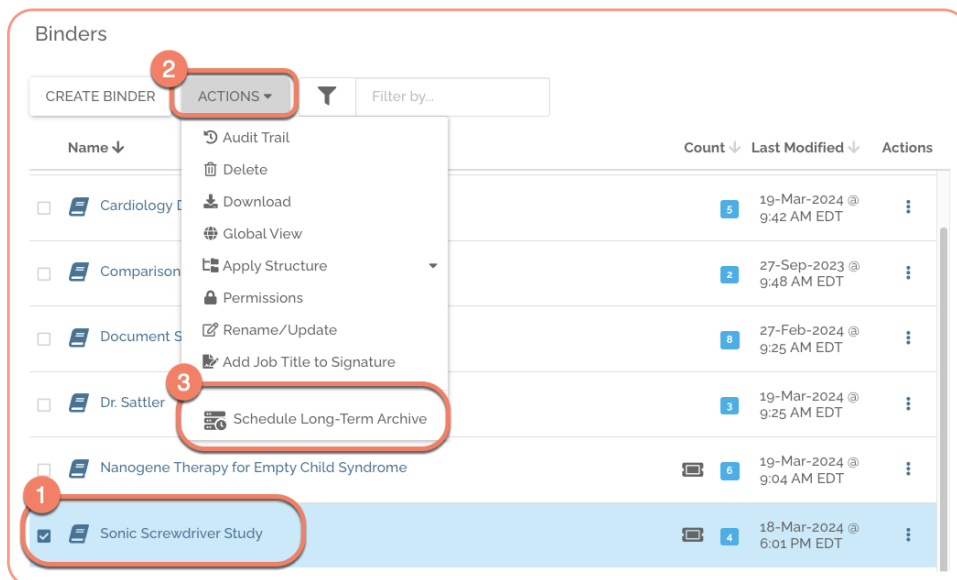 Binders
2
CREATE BINDER
ACTIONS
Filter by...
Name
Count
Last Modified
Actions
Audit Trail
Delete
Download
Global View
Apply Structure
Permissions
Rename/Update
Add Job Title to Signature
3
Schedule Long-Term Archive
Cardiology D
5
19-Mar-2024 @
9:42 AM EDT
Comparison
2
27-Sep-2023 @
9:48 AM EDT
Document S
8
27-Feb-2024 @
9:25 AM EDT
Dr. Sattler
3
19-Mar-2024 @
9:25 AM EDT
Nanogene Therapy for Empty Child Syndrome
6
19-Mar-2024 @
9:04 AM EDT
1
Sonic Screwdriver Study
4
18-Mar-2024 @
6:01 PM EDT